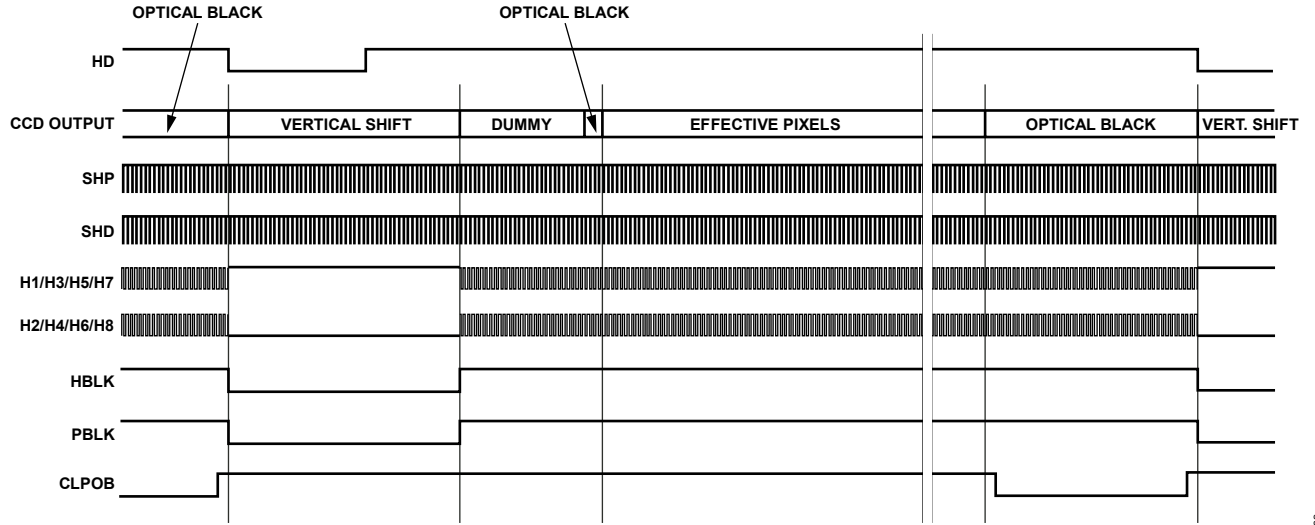 OPTICAL BLACK
OPTICAL BLACK
HD
CCD OUTPUT
VERTICAL SHIFT
DUMMY
EFFECTIVE PIXELS
OPTICAL BLACK
VERT. SHIFT
SHP
SHD
H1/H3/H5/H7
H2/H4/H6/H8
HBLK
PBLK
CLPOB